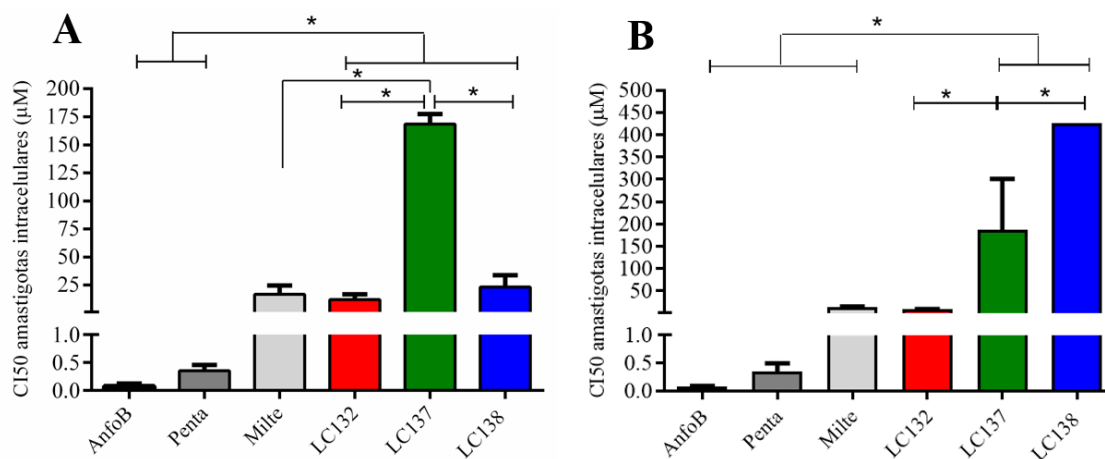 A
*
*
*
*
CI50 amastigotas intracelulares (µM)
200
175
150
125
100
75
50
25
1.0
0.5
0.0
AnfoB
Penta
Milte
LC132
LC137
LC138
B
*
*
*
CI50 amastigotas intracelulares (µM)
500
450
400
350
300
250
200
150
100
50
1.0
0.5
0.0
AnfoB
Penta
Milte
LC132
LC137
LC138